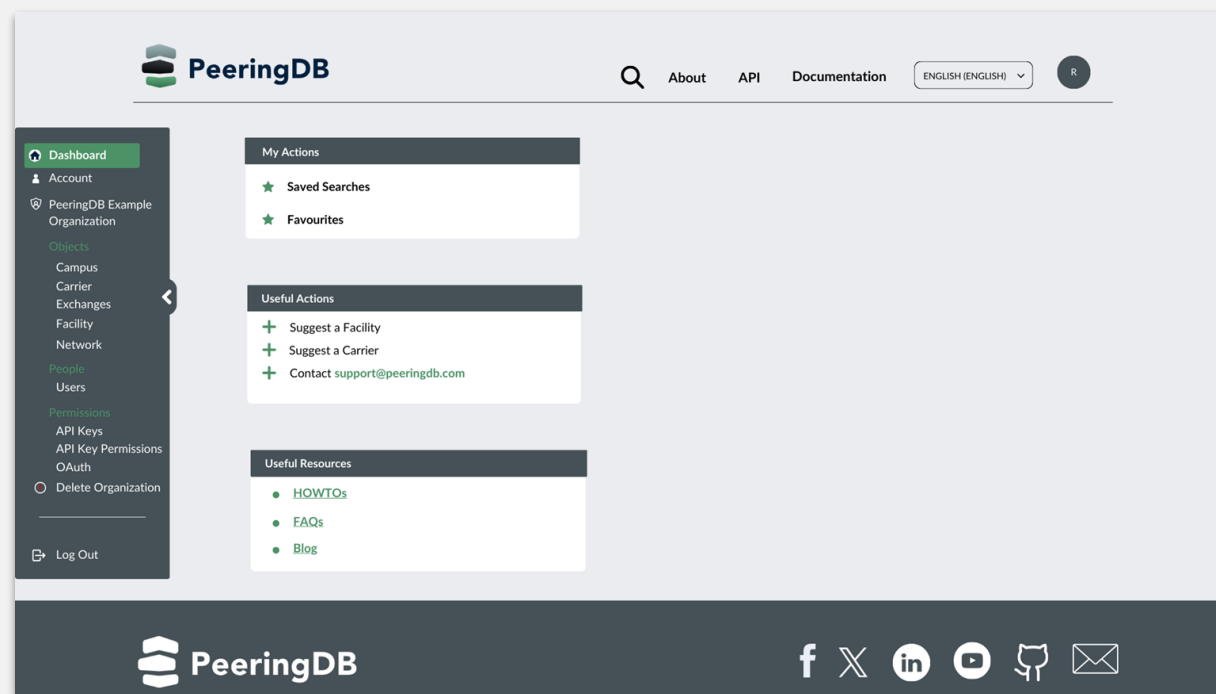 PeeringDB
About
API
Documentation
ENGLISH (ENGLISH)
R
Dashboard
Account
PeeringDB Example
Organization
Objects
Campus
Carrier
Exchanges
Facility
Network
People
Users
Permissions
API Keys
API Key Permissions
OAuth
Delete Organization
Log Out
My Actions
Saved Searches
Favourites
Useful Actions
Suggest a Facility
Suggest a Carrier
Contact support@peeringdb.com
Useful Resources
HOWTOs
FAQs
Blog
PeeringDB